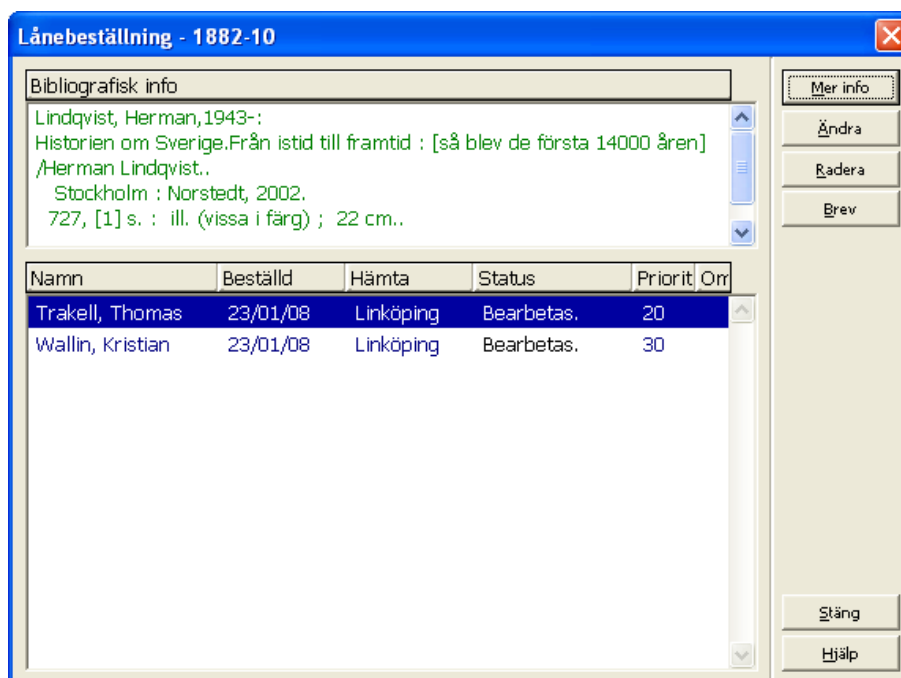 Lånebeställning - 1882-10
Bibliografisk info
Lindqvist, Herman,1943-:
Historien om Sverige.Från istid till framtid : [så blev de första 14000 åren]
/Herman Lindqvist..
Stockholm : Norstedt, 2002.
727, [1] s. : ill. (vissa i färg) ; 22 cm..
Mer info
Ändra
Radera
Brev
Namn Beställd Hämta Status Priorit Om
Trakell, Thomas 23/01/08 Linköping Bearbetas. 20
Wallin, Kristian 23/01/08 Linköping Bearbetas. 30
Stäng
Hjälp